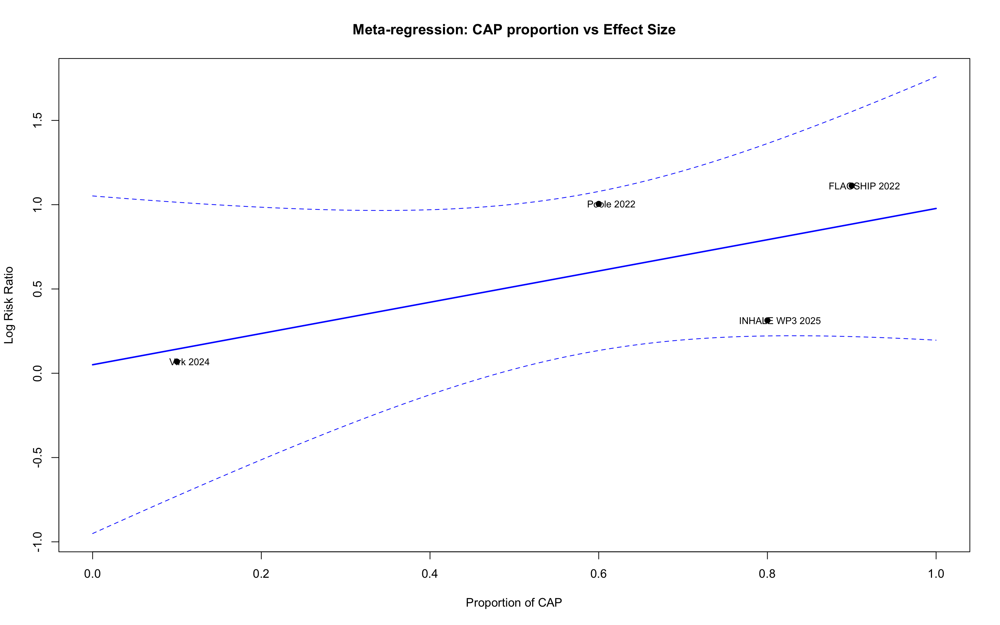 Meta-regression: CAP proportion vs Effect Size
Log Risk Ratio
1.5
1.0
0.5
0.0
-0.5
-1.0
FLAGSHIP 2022
Poole 2022
INHALE WP3 2025
Virk 2024
0.0 0.2 0.4 0.6 0.8 1.0
Proportion of CAP